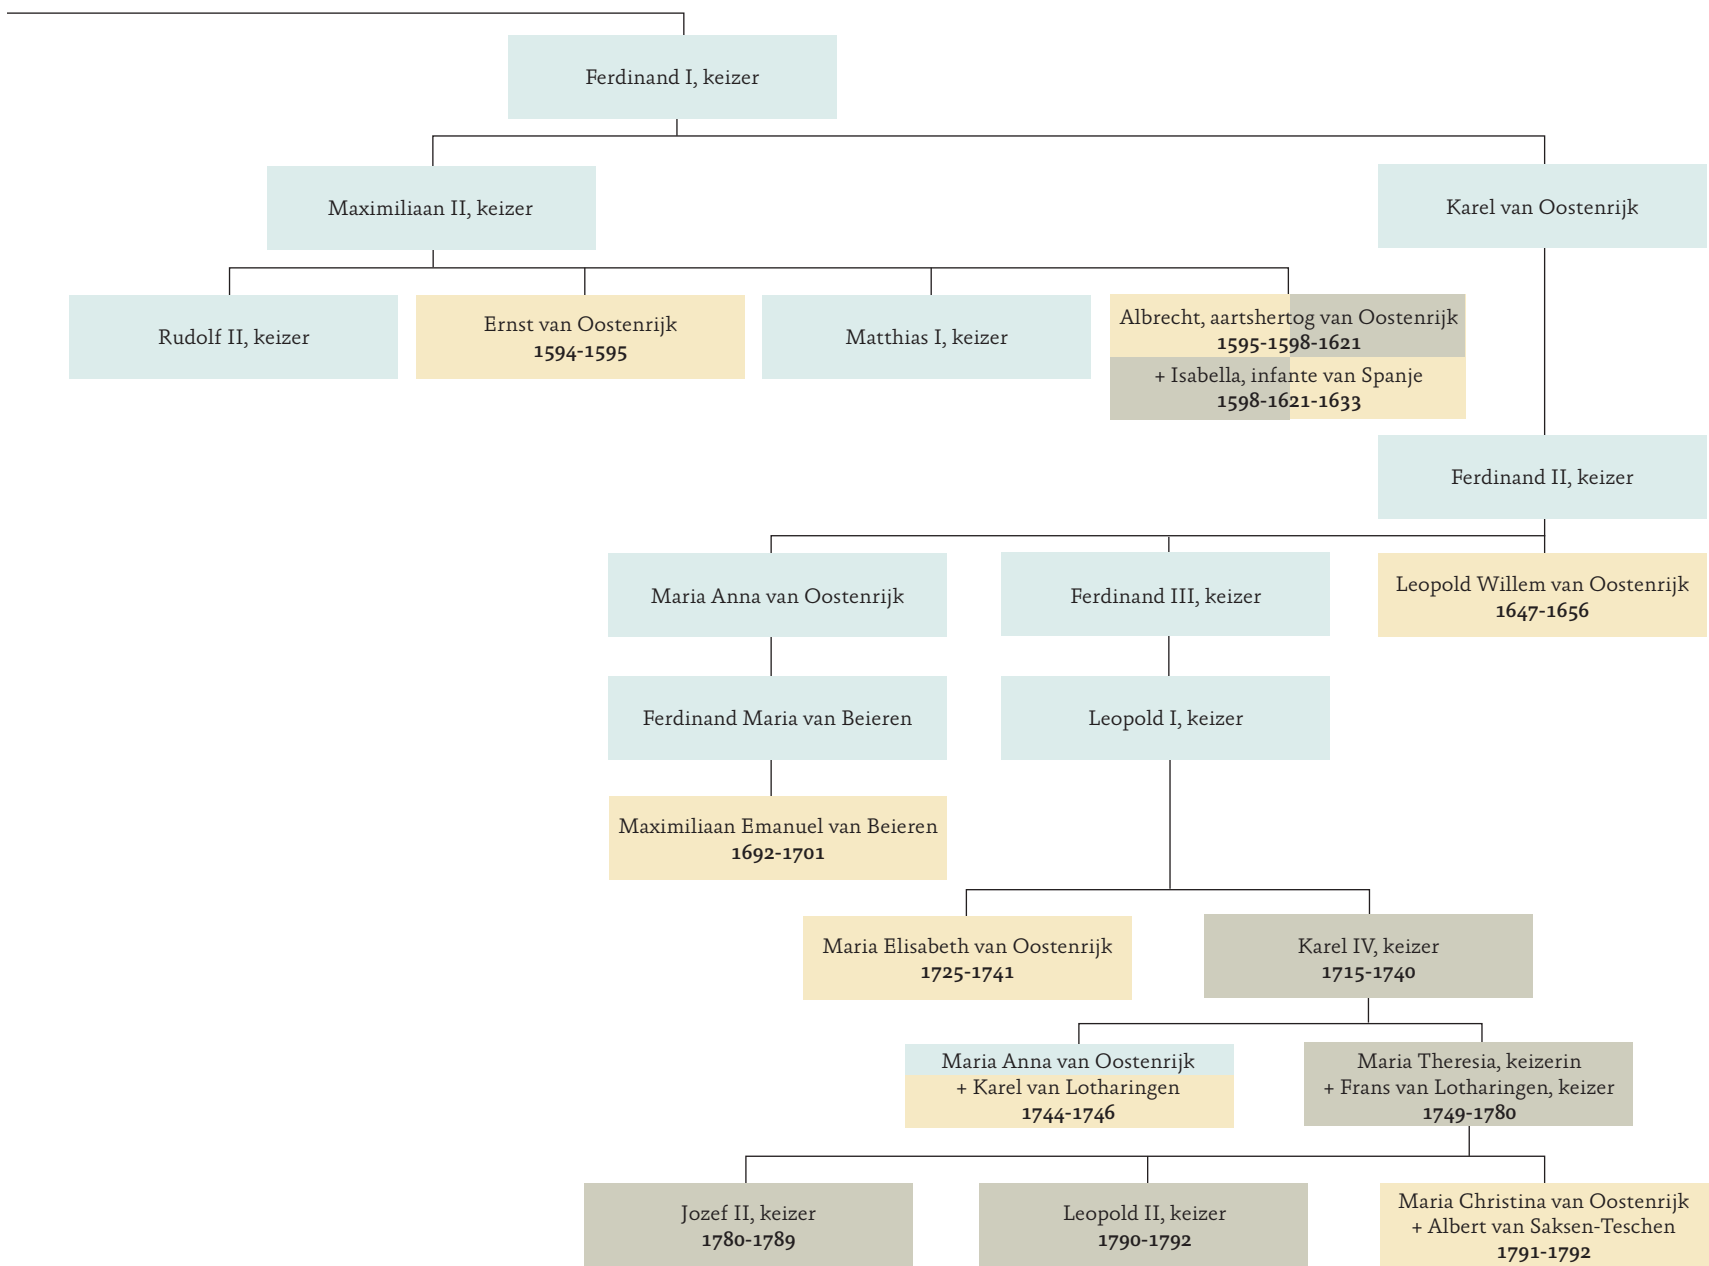 Ferdinand I, keizer
Maximiliaan II, keizer
Karel van Oostenrijk
Rudolf II, keizer
Ernst van Oostenrijk
1594-1595
Matthias I, keizer
Albrecht, aartshertog van Oostenrijk
1595-1598-1621
+ Isabella, infante van Spanje
1598-1621-1633
Ferdinand II, keizer
Maria Anna van Oostenrijk
Ferdinand III, keizer
Leopold Willem van Oostenrijk
1647-1656
Ferdinand Maria van Beieren
Leopold I, keizer
Maximiliaan Emanuel van Beieren
1692-1701
Maria Elisabeth van Oostenrijk
1725-1741
Karel IV, keizer
1715-1740
Maria Anna van Oostenrijk
+ Karel van Lotharingen
1744-1746
Maria Theresia, keizerin
+ Frans van Lotharingen, keizer
1749-1780
Jozef II, keizer
1780-1789
Leopold II, keizer
1790-1792
Maria Christina van Oostenrijk
+ Albert van Saksen-Teschen
1791-1792